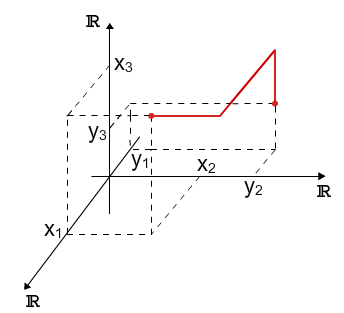 ℝ
x₃
y₃
y₁
x₂
y₂
ℝ
x₁
ℝ